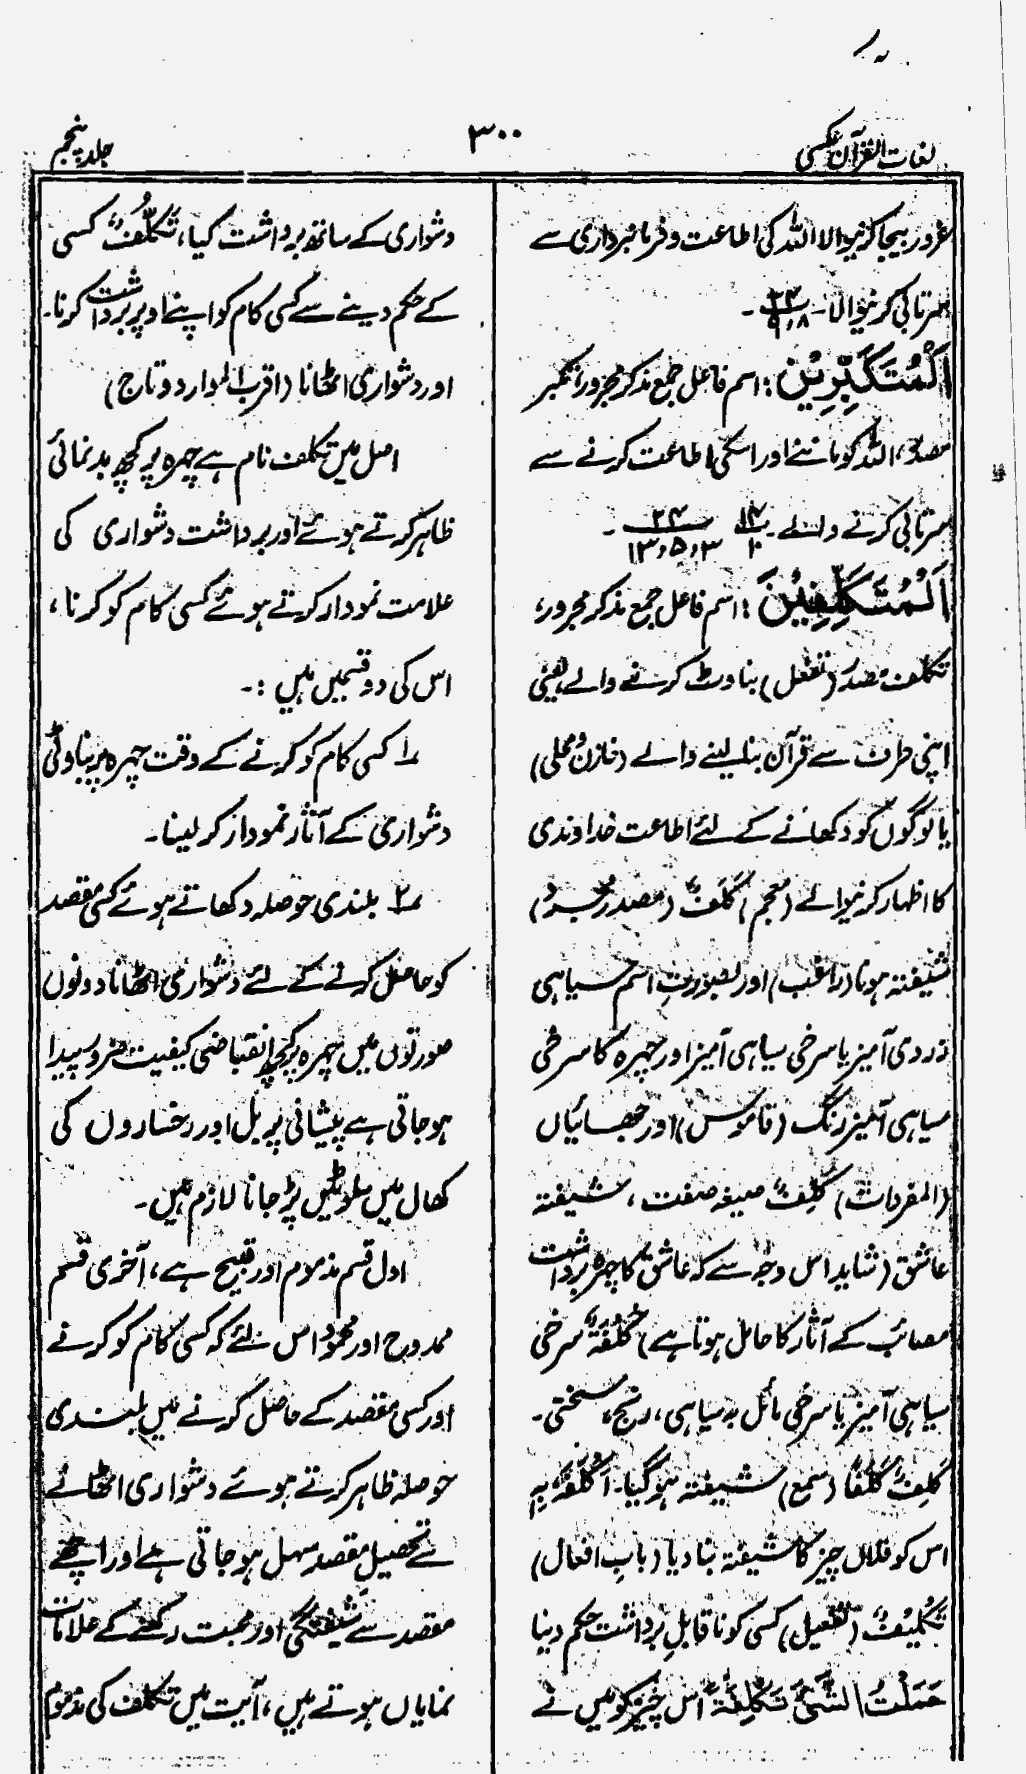 لغات القرآن عکسی
۳۰۰
جلد پنجم
غرور بیجا کرنیوالا اللہ کی اطاعت و فرمانبرداری سے
سرتابی کرنیوالا۔ ۲۴ / ۹٫۸ ۔
اَلْمُتَكَبِّرِيْنَ : اسم فاعل جمع مذکر مجرور، تکبر
مصدر، اللہ کو ماننے اور اسکی اطاعت کرنے سے
سرتابی کرنے والے۔ ۱۴ / ۱۰ ۲۴ / ۱۳٫۵٫۳ ۔
اَلْمُتَكَلِّفِيْنَ : اسم فاعل جمع مذکر مجرور،
تکلف مصدر (تفعل) بناوٹ کرنے والے یعنی
اپنی طرف سے قرآن بنا لینے والے (خازن و محلی)
یا لوگوں کو دکھانے کے لئے اطاعت خداوندی
کا اظہار کرنیوالے (معجم) كَلَفٌ (مصدر مجرد)
شیفتہ ہونا (راغب) اور بصورتِ اسم سیاہی
زردی آمیز یا سرخی سیاہی آمیز اور چہرہ کا سرخی
سیاہی آمیز رنگ (قاموس) اور جھائیاں
(المفردات) كَلِفٌ صیغہ صفت، شیفتہ
عاشق (شاید اس وجہ سے کہ عاشق کا چہرہ برداشت
مصائب کے آثار کا حامل ہوتا ہے) كُلْفَةٌ سرخی
سیاہی آمیز یا سرخی مائل بہ سیاہی، رنج، سختی۔
كَلِفَ كَلَفًا (سمع) شیفتہ ہو گیا۔ اَكْلَفَهٗ بِهٖ
اس کو فلاں چیز کا شیفتہ بنا دیا (باب افعال)
تَكْلِيْفٌ (تفعیل) کسی کو ناقابلِ برداشت حکم دینا
حَمَلْتُ الشَّىْءَ تَكْلِفَةً اس چیز کو میں نے
دشواری کے ساتھ برداشت کیا، تَكَلُّفٌ کسی
کے حکم دینے سے کسی کام کو اپنے اوپر برداشت کرنا۔
اور دشواری اٹھانا (اقرب الموارد و تاج)
اصل میں تکلف نام ہے چہرہ پر کچھ بدنمائی
ظاہر کرتے ہوئے اور برداشت دشواری کی
علامت نمودار کرتے ہوئے کسی کام کو کرنا،
اس کی دو قسمیں ہیں :۔
۱ کسی کام کو کرنے کے وقت چہرہ پر بناوٹی
دشواری کے آثار نمودار کر لینا۔
۲ بلندی حوصلہ دکھاتے ہوئے کسی مقصد
کو حاصل کرنے کے لئے دشواری اٹھانا دونوں
صورتوں میں چہرہ پر کچھ انقباضی کیفیت ضرور پیدا
ہو جاتی ہے پیشانی پر بل اور رخساروں کی
کھال میں سلوٹیں پڑ جانا لازم ہیں۔
اول قسم مذموم اور قبیح ہے، آخری قسم
ممدوح اور محمود اس لئے کہ کسی کام کو کرنے
اور کسی مقصد کے حاصل کرنے میں بلندی
حوصلہ ظاہر کرتے ہوئے دشواری اٹھانے
سے تحصیل مقصد سہل ہو جاتی ہے اور اچھے
مقصد سے شیفتگی اور محبت رکھنے کے علامات
نمایاں ہوتے ہیں، آیت میں تکلف کی مذموم